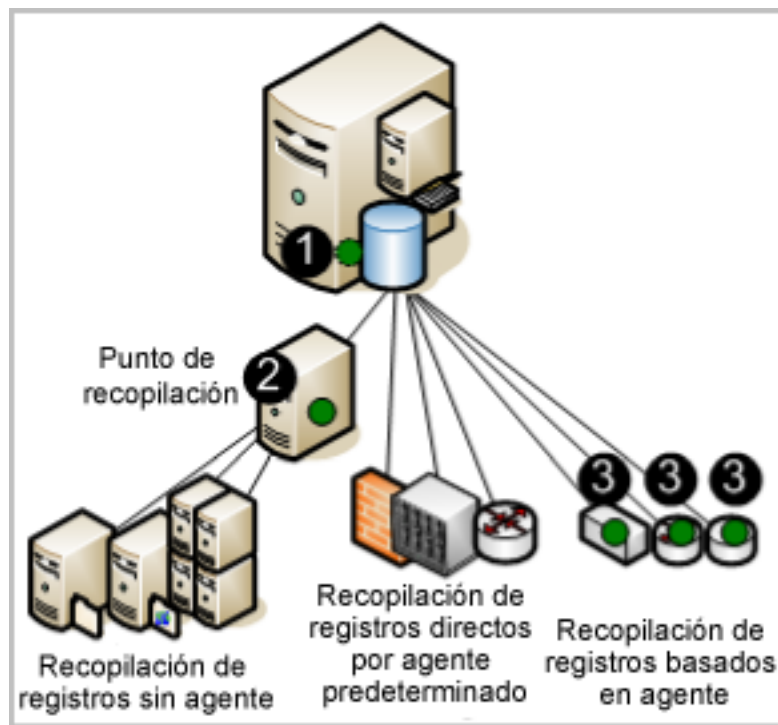 1
Punto de
recopilación
2
3 3 3
Recopilación de
registros sin agente
Recopilación de
registros directos
por agente
predeterminado
Recopilación de
registros basados
en agente